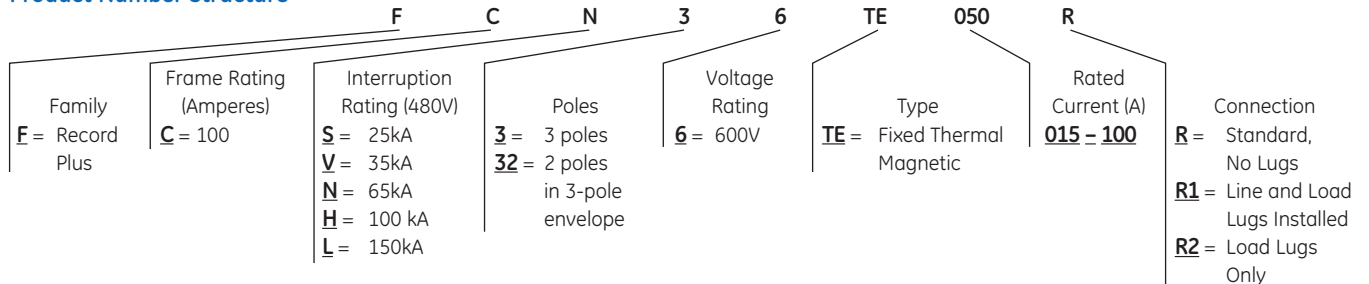 Product Number Structure
F C N 3 6 TE 050 R
Family
F = Record
Plus
Frame Rating
(Amperes)
C = 100
Interruption
Rating (480V)
S = 25kA
V = 35kA
N = 65kA
H = 100 kA
L = 150kA
Poles
3 = 3 poles
32 = 2 poles
in 3-pole
envelope
Voltage
Rating
6 = 600V
Type
TE = Fixed Thermal
Magnetic
Rated
Current (A)
015 – 100
Connection
R = Standard,
No Lugs
R1 = Line and Load
Lugs Installed
R2 = Load Lugs
Only